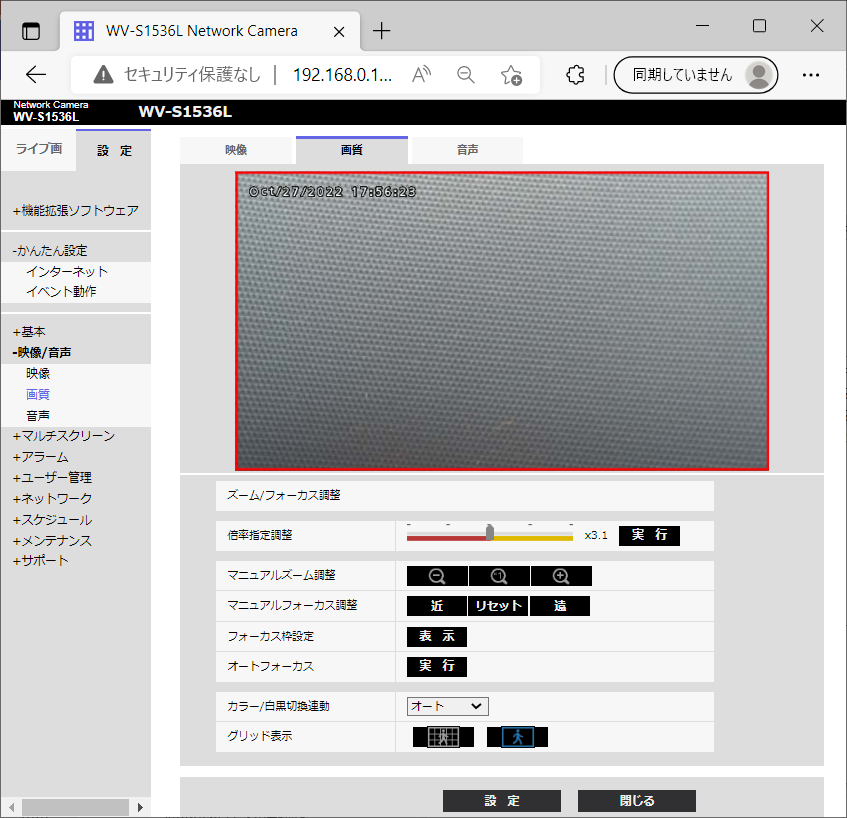 WV-S1536L Network Camera
セキュリティ保護なし
192.168.0.1...
同期していません
Network Camera
WV-S1536L
WV-S1536L
ライブ画
設 定
映像
画質
音声
+機能拡張ソフトウェア
-かんたん設定
インターネット
イベント動作
+基本
-映像/音声
映像
画質
音声
+マルチスクリーン
+アラーム
+ユーザー管理
+ネットワーク
+スケジュール
+メンテナンス
+サポート
Oct/27/2022 17:56:23
ズーム/フォーカス調整
倍率指定調整
x3.1
実 行
マニュアルズーム調整
マニュアルフォーカス調整
近
リセット
遠
フォーカス枠設定
表 示
オートフォーカス
実 行
カラー/白黒切換連動
オート
グリッド表示
設 定
閉じる